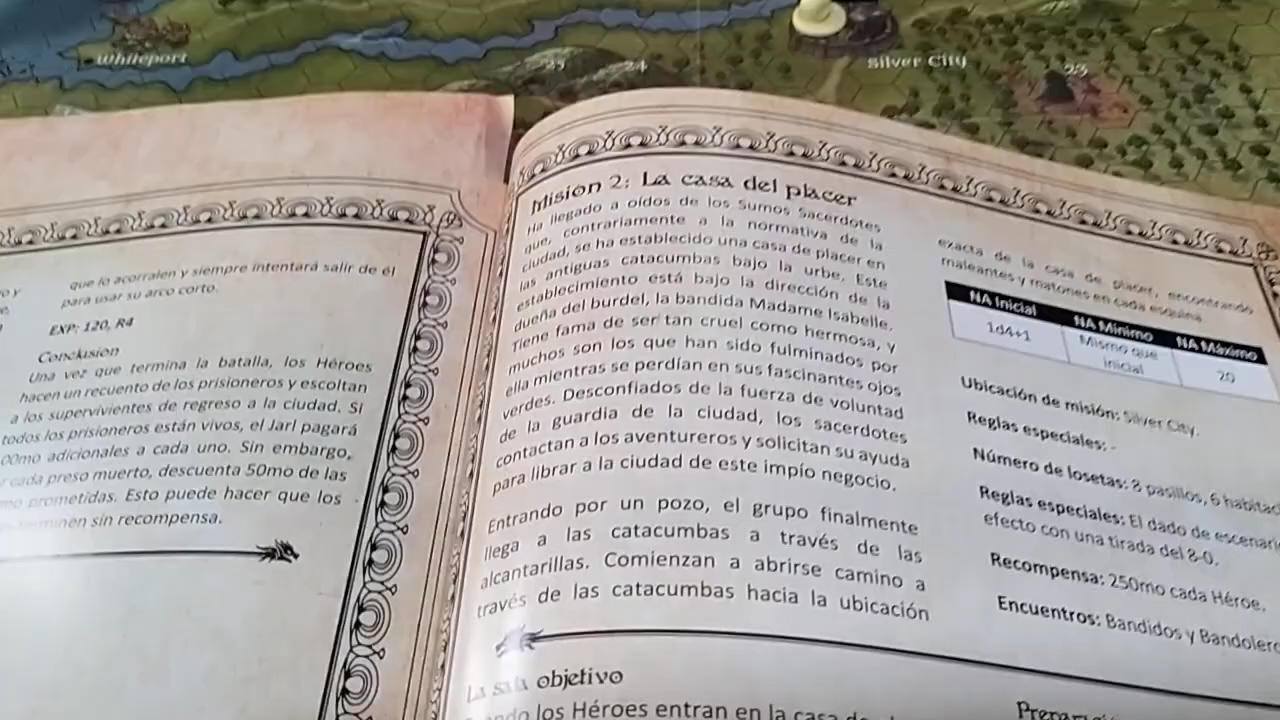 Whiteport
25
24
Silver City
23
que lo acorralen y siempre intentará salir de él
para usar su arco corto.
EXP: 120, R4
Conclusion
Una vez que termina la batalla, los Héroes
hacen un recuento de los prisioneros y escoltan
a los supervivientes de regreso a la ciudad. Si
todos los prisioneros están vivos, el Jarl pagará
00mo adicionales a cada uno. Sin embargo,
cada preso muerto, descuenta 50mo de las
mo prometidas. Esto puede hacer que los
terminen sin recompensa.
Mision 2: La casa del placer
Ha llegado a oídos de los Sumos Sacerdotes
que, contrariamente a la normativa de la
ciudad, se ha establecido una casa de placer en
las antiguas catacumbas bajo la urbe. Este
establecimiento está bajo la dirección de la
dueña del burdel, la bandida Madame Isabelle.
Tiene fama de ser tan cruel como hermosa, y
muchos son los que han sido fulminados por
ella mientras se perdían en sus fascinantes ojos
verdes. Desconfiados de la fuerza de voluntad
de la guardia de la ciudad, los sacerdotes
contactan a los aventureros y solicitan su ayuda
para librar a la ciudad de este impío negocio.
Entrando por un pozo, el grupo finalmente
llega a las catacumbas a través de las
alcantarillas. Comienzan a abrirse camino a
través de las catacumbas hacia la ubicación
La sala objetivo
los Héroes entran en la casa
exacta de la casa de placer, encontrando
maleantes y matones en cada esquina.
NA Inicial NA Mínimo NA Máximo
1d4+1 Mismo que inicial 20
Ubicación de misión: Silver City.
Reglas especiales: -
Número de losetas: 8 pasillos, 6 habitac
Reglas especiales: El dado de escenari
efecto con una tirada del 8-0.
Recompensa: 250mo cada Héroe.
Encuentros: Bandidos y Bandolero